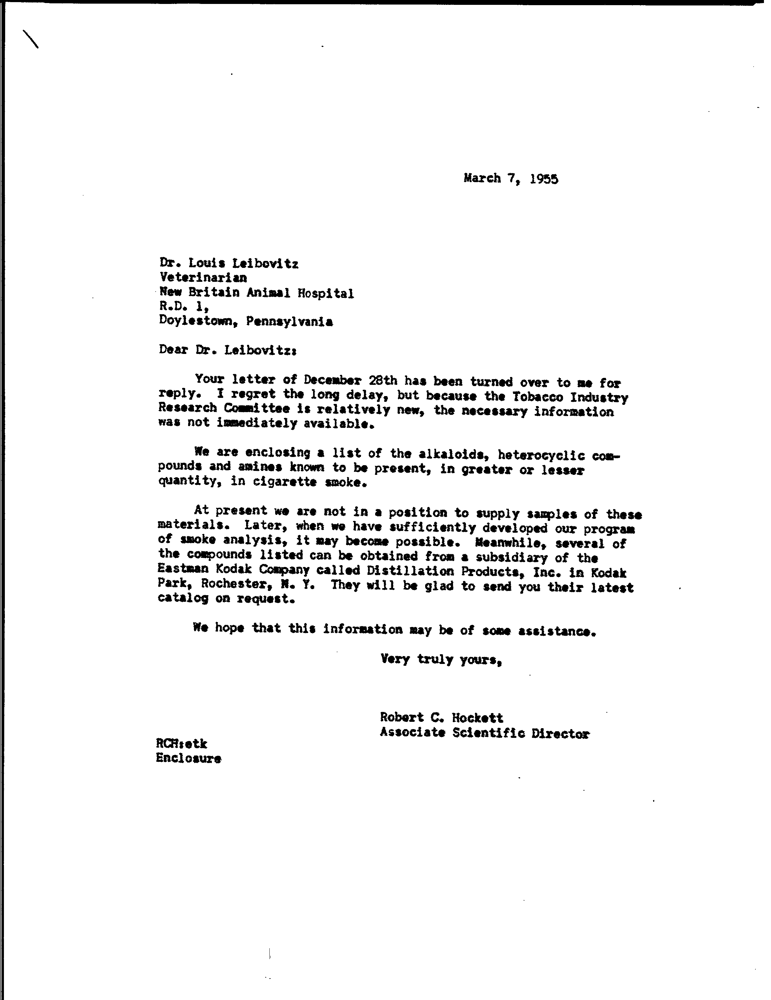 March 7, 1955
Dr. Louis Leibovitz
Veterinarian
New Britain Animal Hospital
R.D. 1,
Doylestown, Pennsylvania
Dear Dr. Leibovitz:
Your letter of December 28th has been turned over to me for
reply. I regret the long delay, but because the Tobacco Industry
Research Committee is relatively new, the necessary information
was not immediately available.
We are enclosing a list of the alkaloids, heterocyclic com-
pounds and amines known to be present, in greater or lesser
quantity, in cigarette smoke.
At present we are not in a position to supply samples of these
materials. Later, when we have sufficiently developed our program
of smoke analysis, it may become possible. Meanwhile, several of
the compounds listed can be obtained from a subsidiary of the
Eastman Kodak Company called Distillation Products, Inc. in Kodak
Park, Rochester, N. Y. They will be glad to send you their latest
catalog on request.
We hope that this information may be of some assistance.
Very truly yours,
Robert C. Hockett
Associate Scientific Director
RCH:etk
Enclosure